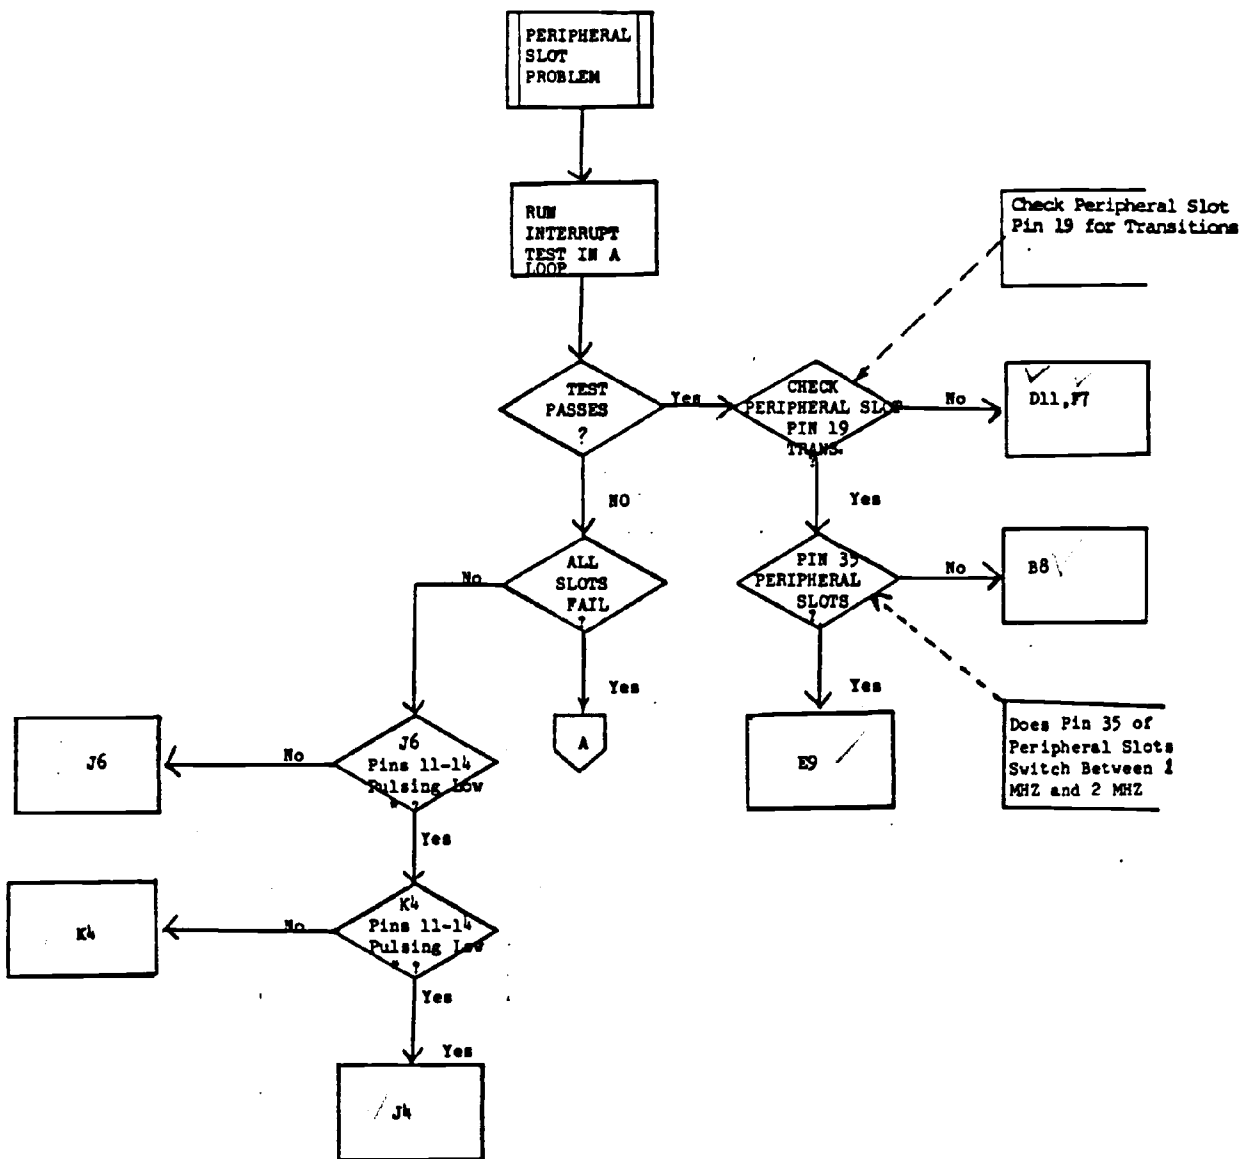 PERIPHERAL
SLOT
PROBLEM
RUN
INTERRUPT
TEST IN A
LOOP
Check Peripheral Slot
Pin 19 for Transitions
TEST
PASSES
?
Yes
CHECK
PERIPHERAL SLOT
PIN 19
TRANS.
?
No
D11,F7
NO
Yes
ALL
SLOTS
FAIL
?
No
PIN 35
PERIPHERAL
SLOTS
?
No
B8
Yes
A
Yes
E9
Does Pin 35 of
Peripheral Slots
Switch Between 1
MHZ and 2 MHZ
J6
Pins 11-14
Pulsing Low
* ?
No
J6
Yes
K4
Pins 11-14
Pulsing Low
* ?
No
K4
Yes
Yes
J4